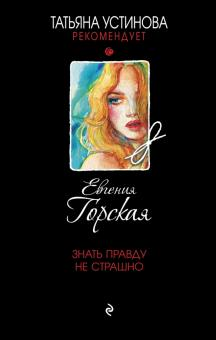 ТАТЬЯНА УСТИНОВА
РЕКОМЕНДУЕТ
Евгения
Горская
ЗНАТЬ ПРАВДУ
НЕ СТРАШНО